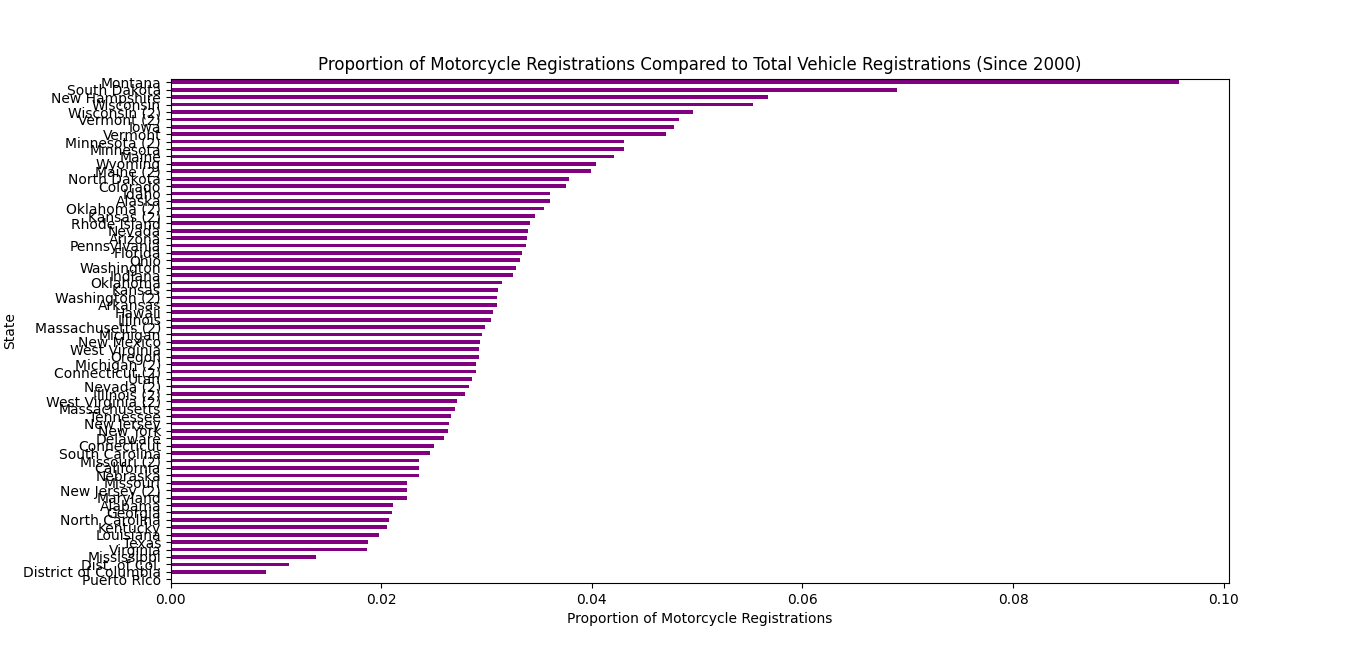 Proportion of Motorcycle Registrations Compared to Total Vehicle Registrations (Since 2000)
Montana
South Dakota
New Hampshire
Wisconsin
Wisconsin (2)
Vermont (2)
Iowa
Vermont
Minnesota (2)
Minnesota
Maine
Wyoming
Maine (2)
North Dakota
Colorado
Idaho
Alaska
Oklahoma (2)
Kansas (2)
Rhode Island
Nevada
Arizona
Pennsylvania
Florida
Ohio
Washington
Indiana
Oklahoma
Kansas
Washington (2)
Arkansas
Hawaii
Illinois
Massachusetts (2)
Michigan
New Mexico
West Virginia
Oregon
Michigan (2)
Connecticut (2)
Utah
Nevada (2)
Illinois (2)
West Virginia (2)
Massachusetts
Tennessee
New Jersey
New York
Delaware
Connecticut
South Carolina
Missouri (2)
California
Nebraska
Missouri
New Jersey (2)
Maryland
Alabama
Georgia
North Carolina
Kentucky
Louisiana
Texas
Virginia
Mississippi
Dist. of Col.
District of Columbia
Puerto Rico
State
0.00 0.02 0.04 0.06 0.08 0.10
Proportion of Motorcycle Registrations